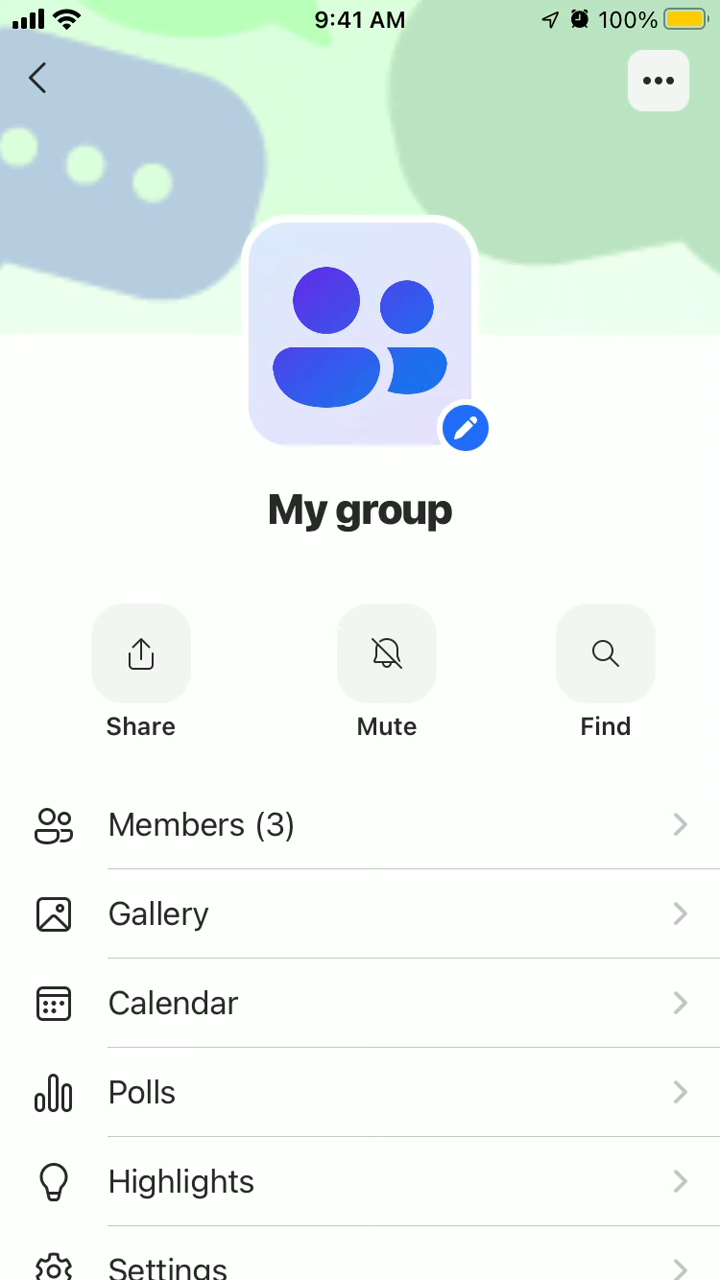 9:41 AM 100%
My group
Share Mute Find
Members (3)
Gallery
Calendar
Polls
Highlights
Settings